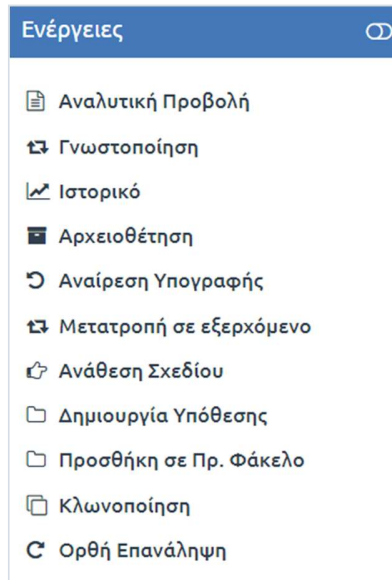 Ενέργειες
Αναλυτική Προβολή
Γνωστοποίηση
Ιστορικό
Αρχειοθέτηση
Αναίρεση Υπογραφής
Μετατροπή σε εξερχόμενο
Ανάθεση Σχεδίου
Δημιουργία Υπόθεσης
Προσθήκη σε Πρ. Φάκελο
Κλωνοποίηση
Ορθή Επανάληψη